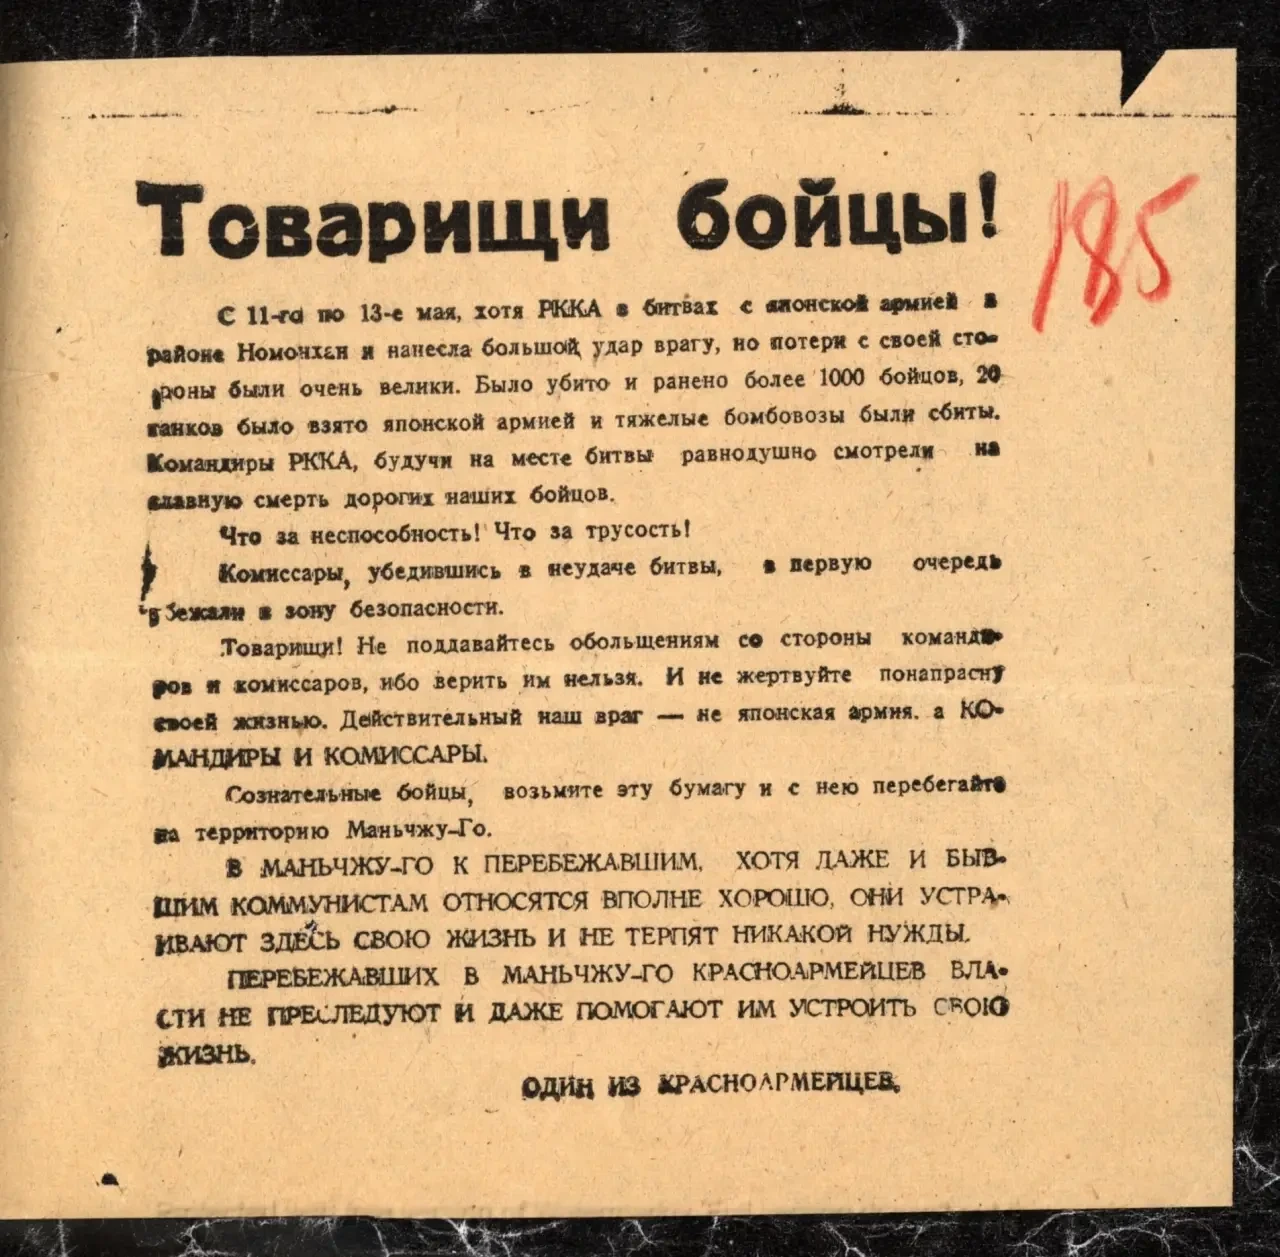 Товарищи бойцы!
185
С 11-го по 13-е мая, хотя РККА в битвах с японской армией в
районе Номонхан и нанесла большой удар врагу, но потери с своей сто-
роны были очень велики. Было убито и ранено более 1000 бойцов, 20
танков было взято японской армией и тяжелые бомбовозы были сбиты.
Командиры РККА, будучи на месте битвы равнодушно смотрели на
славную смерть дорогих наших бойцов.
Что за неспособность! Что за трусость!
Комиссары, убедившись в неудаче битвы, в первую очередь
убежали в зону безопасности.
Товарищи! Не поддавайтесь обольщениям со стороны команди-
ров и комиссаров, ибо верить им нельзя. И не жертвуйте понапрасну
своей жизнью. Действительный наш враг — не японская армия. а КО-
МАНДИРЫ И КОМИССАРЫ.
Сознательные бойцы, возьмите эту бумагу и с нею перебегайте
на территорию Маньчжу-Го.
В МАНЬЧЖУ-ГО К ПЕРЕБЕЖАВШИМ, ХОТЯ ДАЖЕ И БЫВ-
ШИМ КОММУНИСТАМ ОТНОСЯТСЯ ВПОЛНЕ ХОРОШО, ОНИ УСТРА-
ИВАЮТ ЗДЕСЬ СВОЮ ЖИЗНЬ И НЕ ТЕРПЯТ НИКАКОЙ НУЖДЫ.
ПЕРЕБЕЖАВШИХ В МАНЬЧЖУ-ГО КРАСНОАРМЕЙЦЕВ ВЛА-
СТИ НЕ ПРЕСЛЕДУЮТ И ДАЖЕ ПОМОГАЮТ ИМ УСТРОИТЬ СВОЮ
ЖИЗНЬ.
ОДИН ИЗ КРАСНОАРМЕЙЦЕВ.